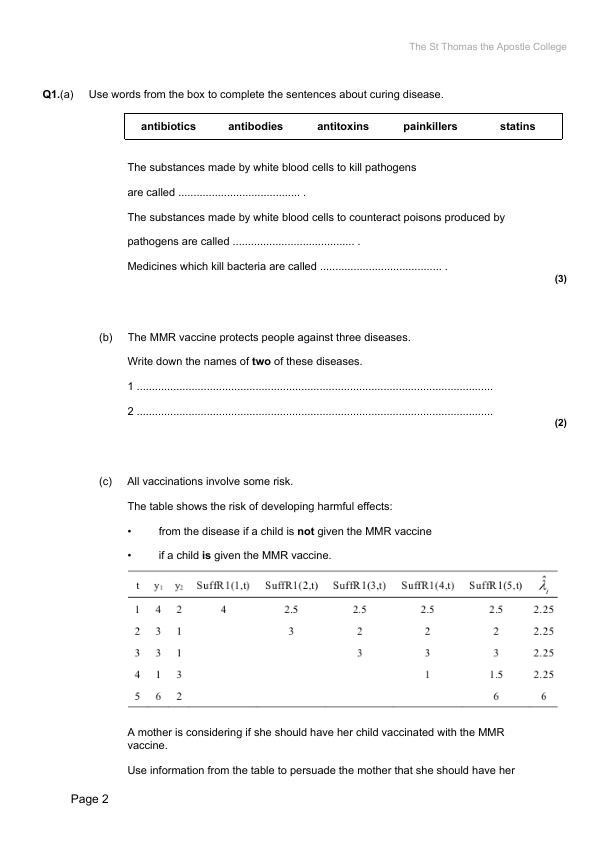 The St Thomas the Apostle College
Q1.(a) Use words from the box to complete the sentences about curing disease.
antibiotics antibodies antitoxins painkillers statins
The substances made by white blood cells to kill pathogens
are called ........................................ .
The substances made by white blood cells to counteract poisons produced by
pathogens are called ........................................ .
Medicines which kill bacteria are called ........................................ .
(3)
(b) The MMR vaccine protects people against three diseases.
Write down the names of two of these diseases.
1 .....................................................................................................................
2 .....................................................................................................................
(2)
(c) All vaccinations involve some risk.
The table shows the risk of developing harmful effects:
• from the disease if a child is not given the MMR vaccine
• if a child is given the MMR vaccine.
t y₁ y₂ SuffR1(1,t) SuffR1(2,t) SuffR1(3,t) SuffR1(4,t) SuffR1(5,t) λ̂ₜ
1 4 2 4 2.5 2.5 2.5 2.5 2.25
2 3 1 3 2 2 2 2.25
3 3 1 3 3 3 2.25
4 1 3 1 1.5 2.25
5 6 2 6 6
A mother is considering if she should have her child vaccinated with the MMR
vaccine.
Use information from the table to persuade the mother that she should have her
Page 2